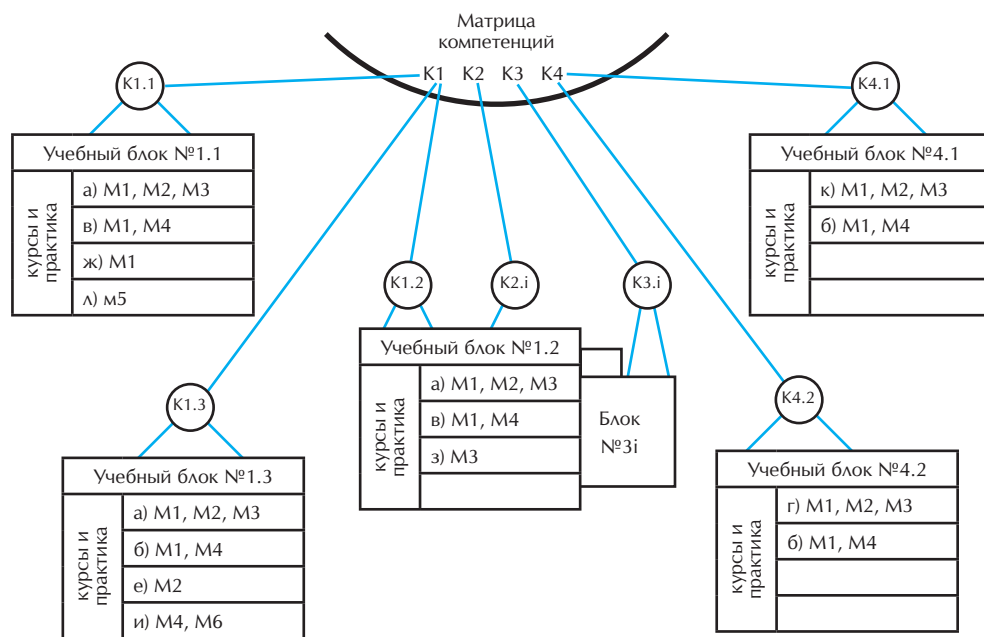 Матрица
компетенций
К1 К2 К3 К4
К1.1
К4.1
Учебный блок №1.1
курсы и
практика
а) М1, М2, М3
в) М1, М4
ж) М1
л) м5
Учебный блок №4.1
курсы и
практика
к) М1, М2, М3
б) М1, М4
К1.2
К2.i
К3.i
Учебный блок №1.2
курсы и
практика
а) М1, М2, М3
в) М1, М4
з) М3
Блок
№3i
К1.3
К4.2
Учебный блок №1.3
курсы и
практика
а) М1, М2, М3
б) М1, М4
е) М2
и) М4, М6
Учебный блок №4.2
курсы и
практика
г) М1, М2, М3
б) М1, М4